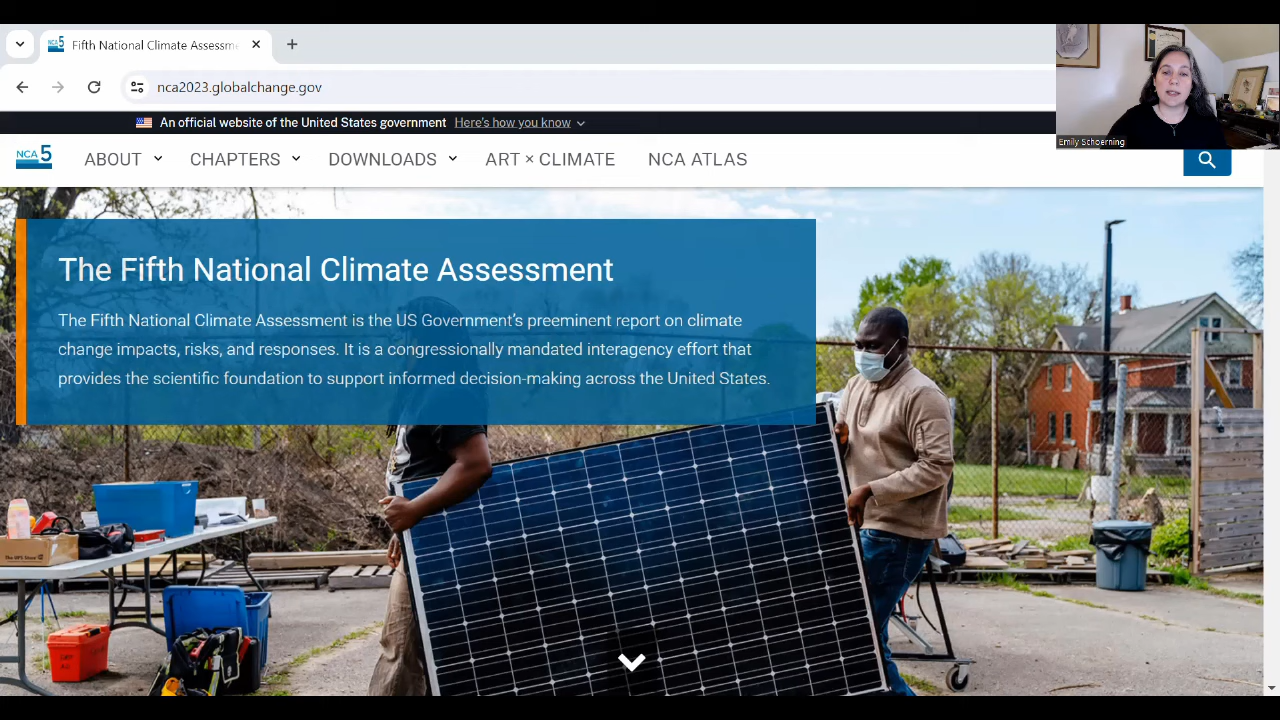 Fifth National Climate Assessm
nca2023.globalchange.gov
An official website of the United States government Here's how you know
NCA 5
ABOUT CHAPTERS DOWNLOADS ART × CLIMATE NCA ATLAS
Emily Schoerning
The Fifth National Climate Assessment
The Fifth National Climate Assessment is the US Government's preeminent report on climate
change impacts, risks, and responses. It is a congressionally mandated interagency effort that
provides the scientific foundation to support informed decision-making across the United States.